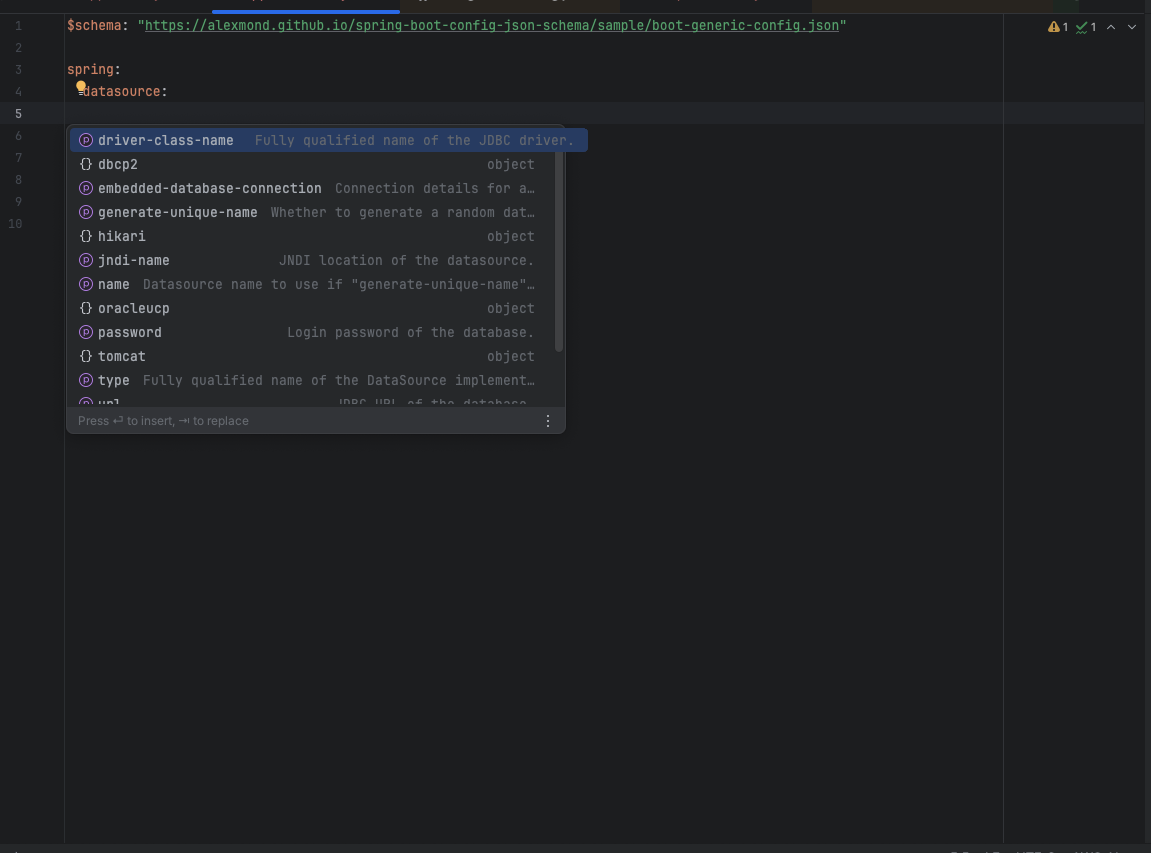 1 $schema: "https://alexmond.github.io/spring-boot-config-json-schema/sample/boot-generic-config.json"
1 1
2
3 spring:
4 datasource:
5
6
7
8
9
10
driver-class-name Fully qualified name of the JDBC driver.
{} dbcp2 object
embedded-database-connection Connection details for a…
generate-unique-name Whether to generate a random dat…
{} hikari object
jndi-name JNDI location of the datasource.
name Datasource name to use if "generate-unique-name"…
{} oracleucp object
password Login password of the database.
{} tomcat object
type Fully qualified name of the DataSource implement…
url JDBC URL of the database.
Press ⏎ to insert, ⇥ to replace